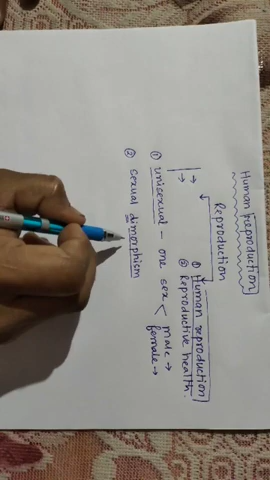 Human Reproduction
Reproduction
① Human reproduction
② Reproductive health.
① unisexual - one sex < male →
female →
② sexual dimorphism